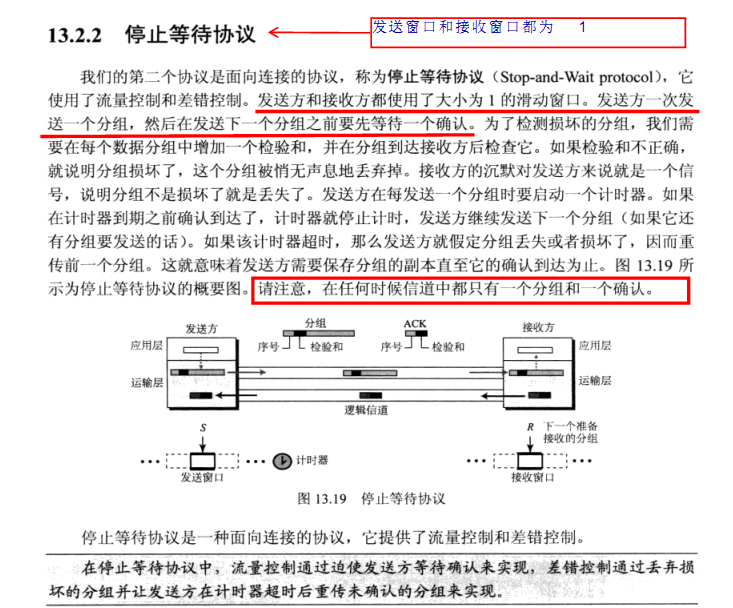 13.2.2 停止等待协议
发送窗口和接收窗口都为 1
我们的第二个协议是面向连接的协议，称为停止等待协议（Stop-and-Wait protocol），它
使用了流量控制和差错控制。发送方和接收方都使用了大小为 1 的滑动窗口。发送方一次发
送一个分组，然后在发送下一个分组之前要先等待一个确认。为了检测损坏的分组，我们需
要在每个数据分组中增加一个检验和，并在分组到达接收方后检查它。如果检验和不正确，
就说明分组损坏了，这个分组被悄无声息地丢弃掉。接收方的沉默对发送方来说就是一个信
号，说明分组不是损坏了就是丢失了。发送方在每发送一个分组时要启动一个计时器。如果
在计时器到期之前确认到达了，计时器就停止计时，发送方继续发送下一个分组（如果它还
有分组要发送的话）。如果该计时器超时，那么发送方就假定分组丢失或者损坏了，因而重
传前一个分组。这就意味着发送方需要保存分组的副本直至它的确认到达为止。图 13.19 所
示为停止等待协议的概要图。请注意，在任何时候信道中都只有一个分组和一个确认。
发送方
分组
ACK
接收方
应用层
序号
检验和
序号
检验和
应用层
运输层
运输层
逻辑信道
S
R
下一个准备
接收的分组
计时器
发送窗口
接收窗口
图 13.19 停止等待协议
停止等待协议是一种面向连接的协议，它提供了流量控制和差错控制。
在停止等待协议中，流量控制通过迫使发送方等待确认来实现，差错控制通过丢弃损
坏的分组并让发送方在计时器超时后重传未确认的分组来实现。